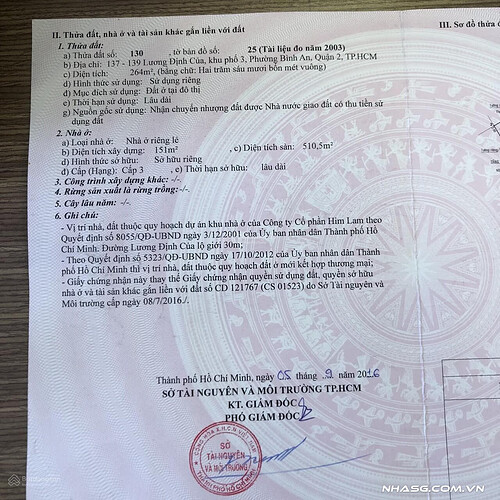 II. Thửa đất, nhà ở và tài sản khác gắn liền với đất
III. Sơ đồ thửa
1. Thửa đất:
a) Thửa đất số: 130 , tờ bản đồ số: 25 (Tài liệu đo năm 2003)
b) Địa chỉ: 137 - 139 Lương Định Của, khu phố 3, Phường Bình An, Quận 2, TP.HCM
c) Diện tích: 264m², (bằng chữ: Hai trăm sáu mươi bốn mét vuông)
d) Hình thức sử dụng: Sử dụng riêng
đ) Mục đích sử dụng: Đất ở tại đô thị
e) Thời hạn sử dụng: Lâu dài
g) Nguồn gốc sử dụng: Nhận chuyển nhượng đất được Nhà nước giao đất có thu tiền sử
dụng đất
2. Nhà ở:
a) Loại nhà ở: Nhà ở riêng lẻ
b) Diện tích xây dựng: 151m² , c) Diện tích sàn: 510,5m²
d) Hình thức sở hữu: Sở hữu riêng
đ) Cấp (Hạng): Cấp 3 , e) Thời hạn sở hữu: lâu dài
3. Công trình xây dựng khác: -/-
4. Rừng sản xuất là rừng trồng: -/-
5. Cây lâu năm: -/-
6. Ghi chú:
- Vị trí nhà, đất thuộc quy hoạch dự án khu nhà ở của Công ty Cổ phần Him Lam theo
Quyết định số 8055/QĐ-UBND ngày 3/12/2001 của Ủy ban nhân dân Thành phố Hồ
Chí Minh. Đường Lương Định Của lộ giới 30m;
- Theo Quyết định số 5323/QĐ-UBND ngày 17/10/2012 của Ủy ban nhân dân Thành
phố Hồ Chí Minh thì vị trí nhà, đất thuộc quy hoạch đất ở mới kết hợp thương mại;
- Giấy chứng nhận này thay thế Giấy chứng nhận quyền sử dụng đất, quyền sở hữu
nhà ở và tài sản khác gắn liền với đất số CD 121767 (CS 01523) do Sở Tài nguyên và
Môi trường cấp ngày 08/7/2016./.
Thành phố Hồ Chí Minh, ngày 05 tháng 9 năm 2016
SỞ TÀI NGUYÊN VÀ MÔI TRƯỜNG TP.HCM
KT. GIÁM ĐỐC
PHÓ GIÁM ĐỐC
SỞ
TÀI NGUYÊN
VÀ MÔI TRƯỜNG
THÀNH PHỐ HỒ CHÍ MINH
NHASG.COM.VN